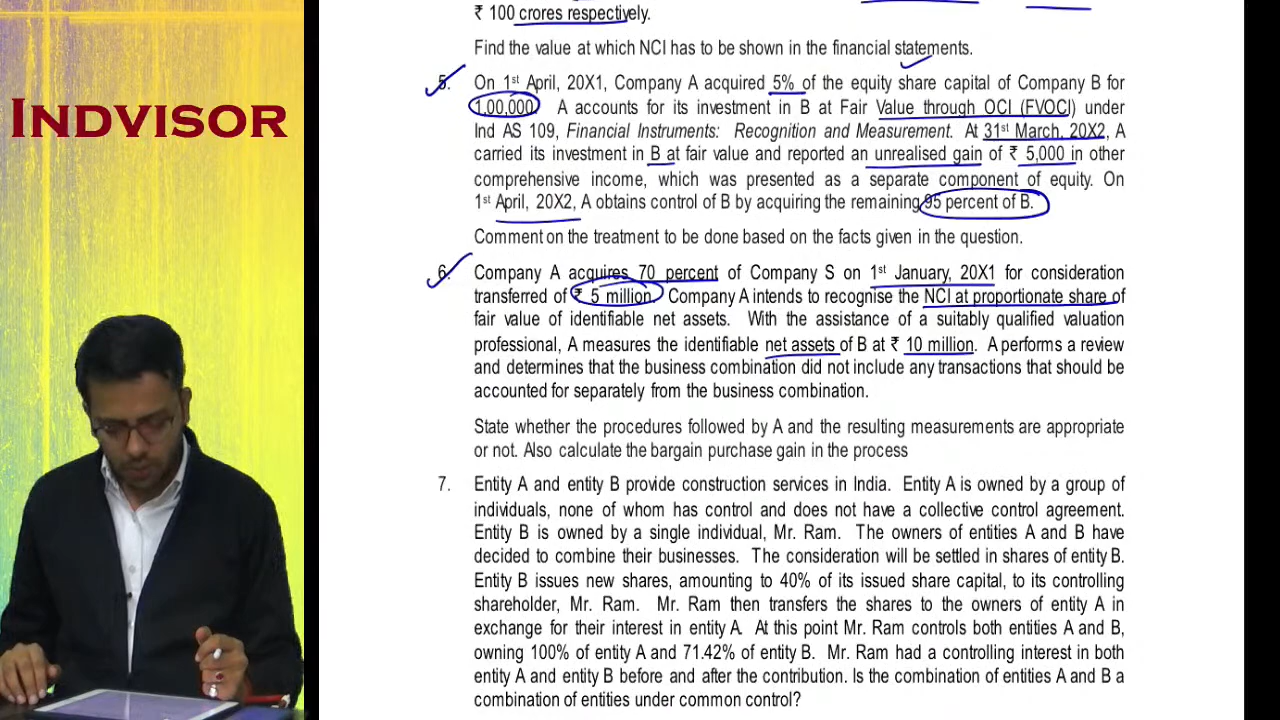 ₹ 100 crores respectively.
Find the value at which NCI has to be shown in the financial statements.
INDVISOR
5. On 1st April, 20X1, Company A acquired 5% of the equity share capital of Company B for
1,00,000. A accounts for its investment in B at Fair Value through OCI (FVOCI) under
Ind AS 109, Financial Instruments: Recognition and Measurement. At 31st March, 20X2, A
carried its investment in B at fair value and reported an unrealised gain of ₹ 5,000 in other
comprehensive income, which was presented as a separate component of equity. On
1st April, 20X2, A obtains control of B by acquiring the remaining 95 percent of B.
Comment on the treatment to be done based on the facts given in the question.
6. Company A acquires 70 percent of Company S on 1st January, 20X1 for consideration
transferred of ₹ 5 million. Company A intends to recognise the NCI at proportionate share of
fair value of identifiable net assets. With the assistance of a suitably qualified valuation
professional, A measures the identifiable net assets of B at ₹ 10 million. A performs a review
and determines that the business combination did not include any transactions that should be
accounted for separately from the business combination.
State whether the procedures followed by A and the resulting measurements are appropriate
or not. Also calculate the bargain purchase gain in the process
7. Entity A and entity B provide construction services in India. Entity A is owned by a group of
individuals, none of whom has control and does not have a collective control agreement.
Entity B is owned by a single individual, Mr. Ram. The owners of entities A and B have
decided to combine their businesses. The consideration will be settled in shares of entity B.
Entity B issues new shares, amounting to 40% of its issued share capital, to its controlling
shareholder, Mr. Ram. Mr. Ram then transfers the shares to the owners of entity A in
exchange for their interest in entity A. At this point Mr. Ram controls both entities A and B,
owning 100% of entity A and 71.42% of entity B. Mr. Ram had a controlling interest in both
entity A and entity B before and after the contribution. Is the combination of entities A and B a
combination of entities under common control?